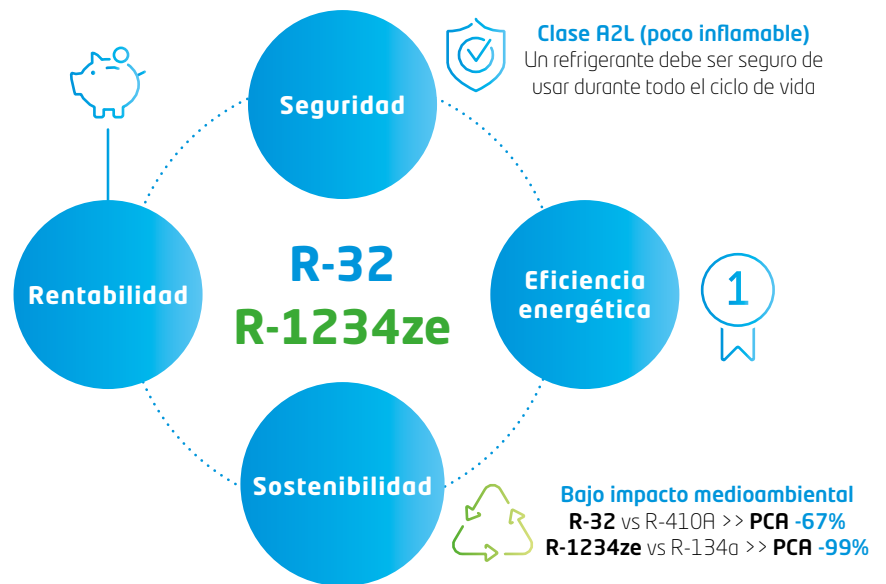 Clase A2L (poco inflamable)
Un refrigerante debe ser seguro de
usar durante todo el ciclo de vida
Seguridad
Rentabilidad
R-32
R-1234ze
Eficiencia
energética
1
Sostenibilidad
Bajo impacto medioambiental
R-32 vs R-410A >> PCA -67%
R-1234ze vs R-134a >> PCA -99%